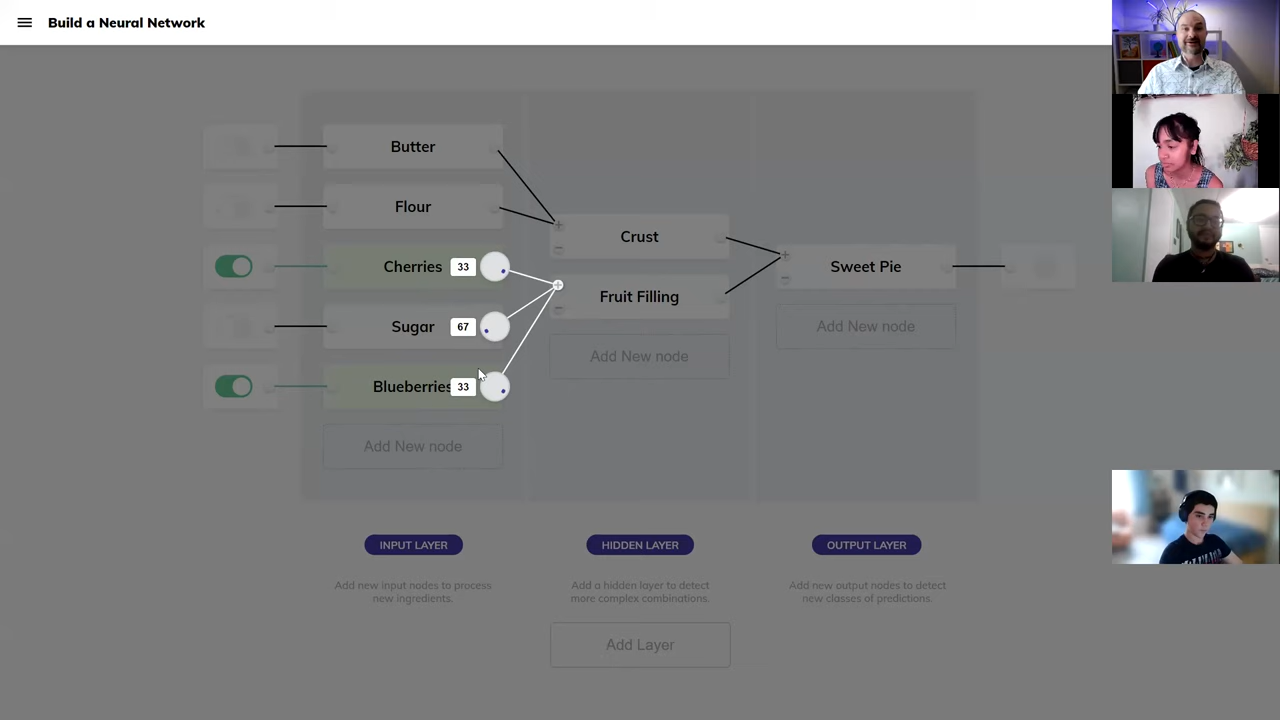 Build a Neural Network
Butter
Flour
Cherries 33
Sugar 67
Blueberries 33
Add New node
Crust
Fruit Filling
Add New node
Sweet Pie
Add New node
INPUT LAYER
Add new input nodes to process
new ingredients.
HIDDEN LAYER
Add a hidden layer to detect
more complex combinations.
OUTPUT LAYER
Add new output nodes to detect
new classes of predictions.
Add Layer